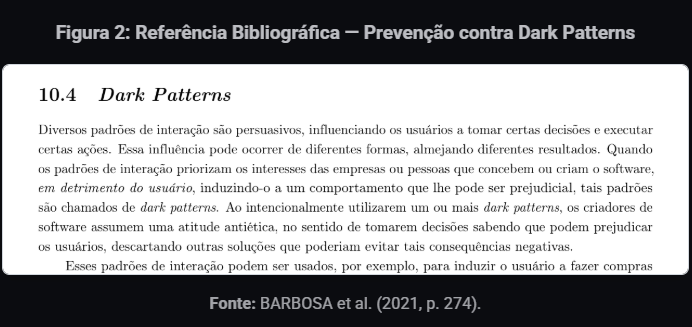 Figura 2: Referência Bibliográfica — Prevenção contra Dark Patterns
10.4 Dark Patterns
Diversos padrões de interação são persuasivos, influenciando os usuários a tomar certas decisões e executar
certas ações. Essa influência pode ocorrer de diferentes formas, almejando diferentes resultados. Quando
os padrões de interação priorizam os interesses das empresas ou pessoas que concebem ou criam o software,
em detrimento do usuário, induzindo-o a um comportamento que lhe pode ser prejudicial, tais padrões
são chamados de dark patterns. Ao intencionalmente utilizarem um ou mais dark patterns, os criadores de
software assumem uma atitude antiética, no sentido de tomarem decisões sabendo que podem prejudicar
os usuários, descartando outras soluções que poderiam evitar tais consequências negativas.
Esses padrões de interação podem ser usados, por exemplo, para induzir o usuário a fazer compras
Fonte: BARBOSA et al. (2021, p. 274).